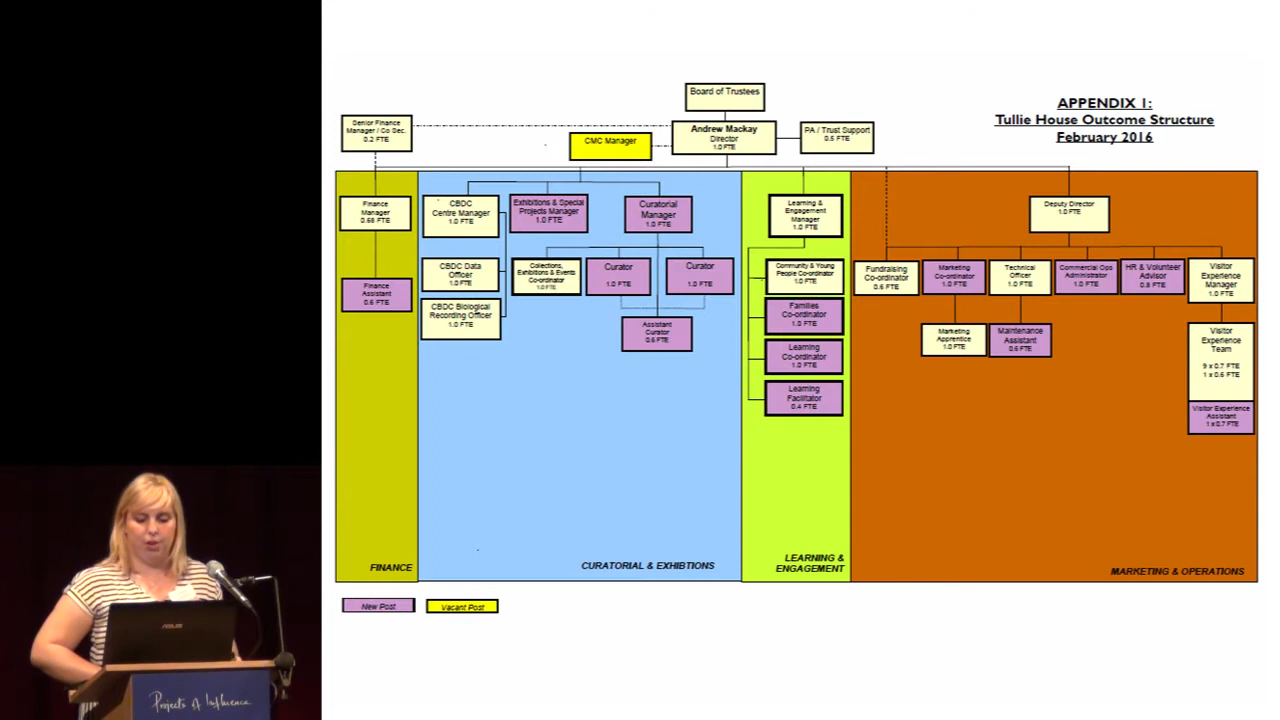 APPENDIX 1:
Tullie House Outcome Structure
February 2016
Board of Trustees
Senior Finance
Manager / Co Sec.
0.2 FTE
CMC Manager
Andrew Mackay
Director
1.0 FTE
PA / Trust Support
0.5 FTE
Finance
Manager
0.68 FTE
Finance
Assistant
0.6 FTE
FINANCE
CBDC
Centre Manager
1.0 FTE
Exhibitions & Special
Projects Manager
1.0 FTE
Curatorial
Manager
1.0 FTE
CBDC Data
Officer
1.0 FTE
Collections,
Exhibitions & Events
Co-ordinator
1.0 FTE
Curator
1.0 FTE
Curator
1.0 FTE
CBDC Biological
Recording Officer
1.0 FTE
Assistant
Curator
0.6 FTE
CURATORIAL & EXHIBTIONS
Learning &
Engagement
Manager
1.0 FTE
Community & Young
People Co-ordinator
1.0 FTE
Families
Co-ordinator
1.0 FTE
Learning
Co-ordinator
1.0 FTE
Learning
Facilitator
0.4 FTE
LEARNING &
ENGAGEMENT
Deputy Director
1.0 FTE
Fundraising
Co-ordinator
0.6 FTE
Marketing
Co-ordinator
1.0 FTE
Technical
Officer
1.0 FTE
Commercial Ops
Administrator
1.0 FTE
HR & Volunteer
Advisor
0.8 FTE
Visitor
Experience
Manager
1.0 FTE
Marketing
Apprentice
1.0 FTE
Maintenance
Assistant
0.6 FTE
Visitor
Experience
Team
9 x 0.7 FTE
1 x 0.6 FTE
Visitor Experience
Assistant
1 x 0.7 FTE
MARKETING & OPERATIONS
New Post
Vacant Post
ASUS
Projects of Influence